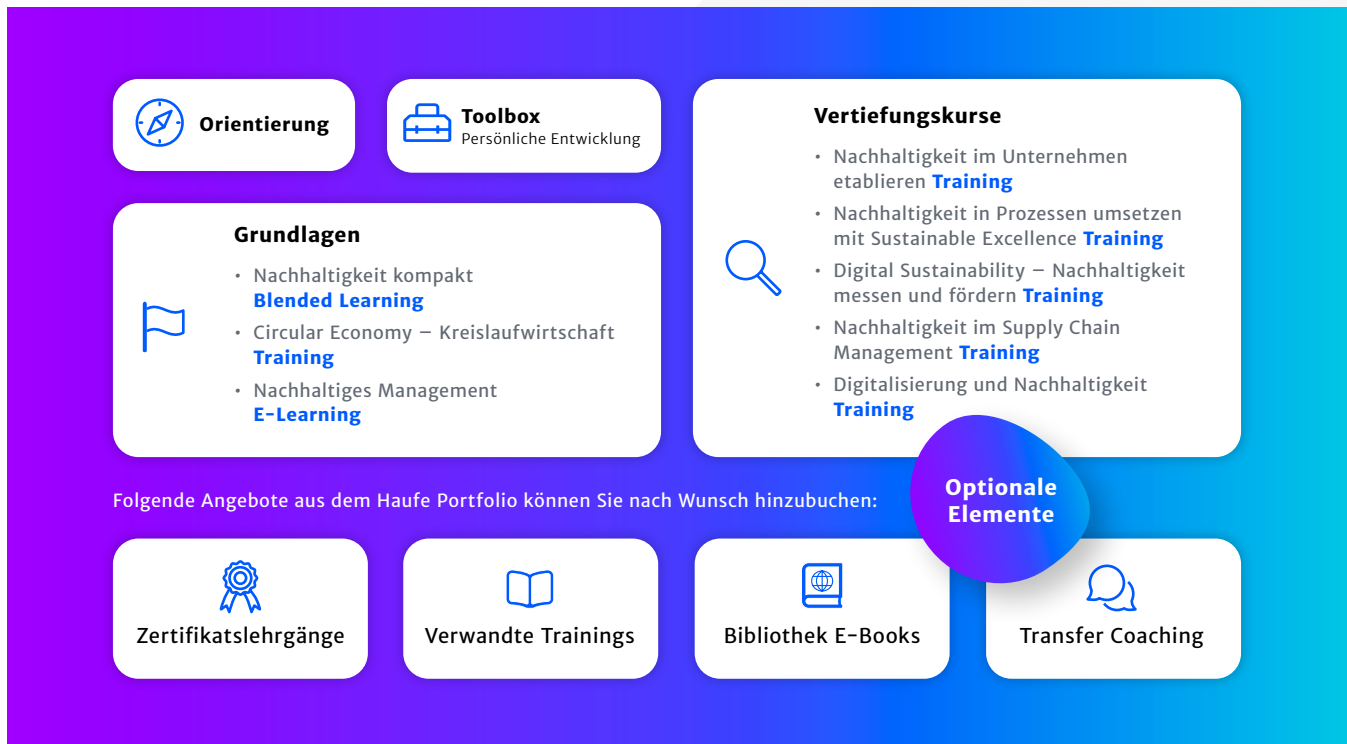 Orientierung
Toolbox
Persönliche Entwicklung
Grundlagen
• Nachhaltigkeit kompakt
Blended Learning
• Circular Economy – Kreislaufwirtschaft
Training
• Nachhaltiges Management
E-Learning
Vertiefungskurse
• Nachhaltigkeit im Unternehmen
etablieren Training
• Nachhaltigkeit in Prozessen umsetzen
mit Sustainable Excellence Training
• Digital Sustainability – Nachhaltigkeit
messen und fördern Training
• Nachhaltigkeit im Supply Chain
Management Training
• Digitalisierung und Nachhaltigkeit
Training
Folgende Angebote aus dem Haufe Portfolio können Sie nach Wunsch hinzubuchen:
Optionale
Elemente
Zertifikatslehrgänge
Verwandte Trainings
Bibliothek E-Books
Transfer Coaching